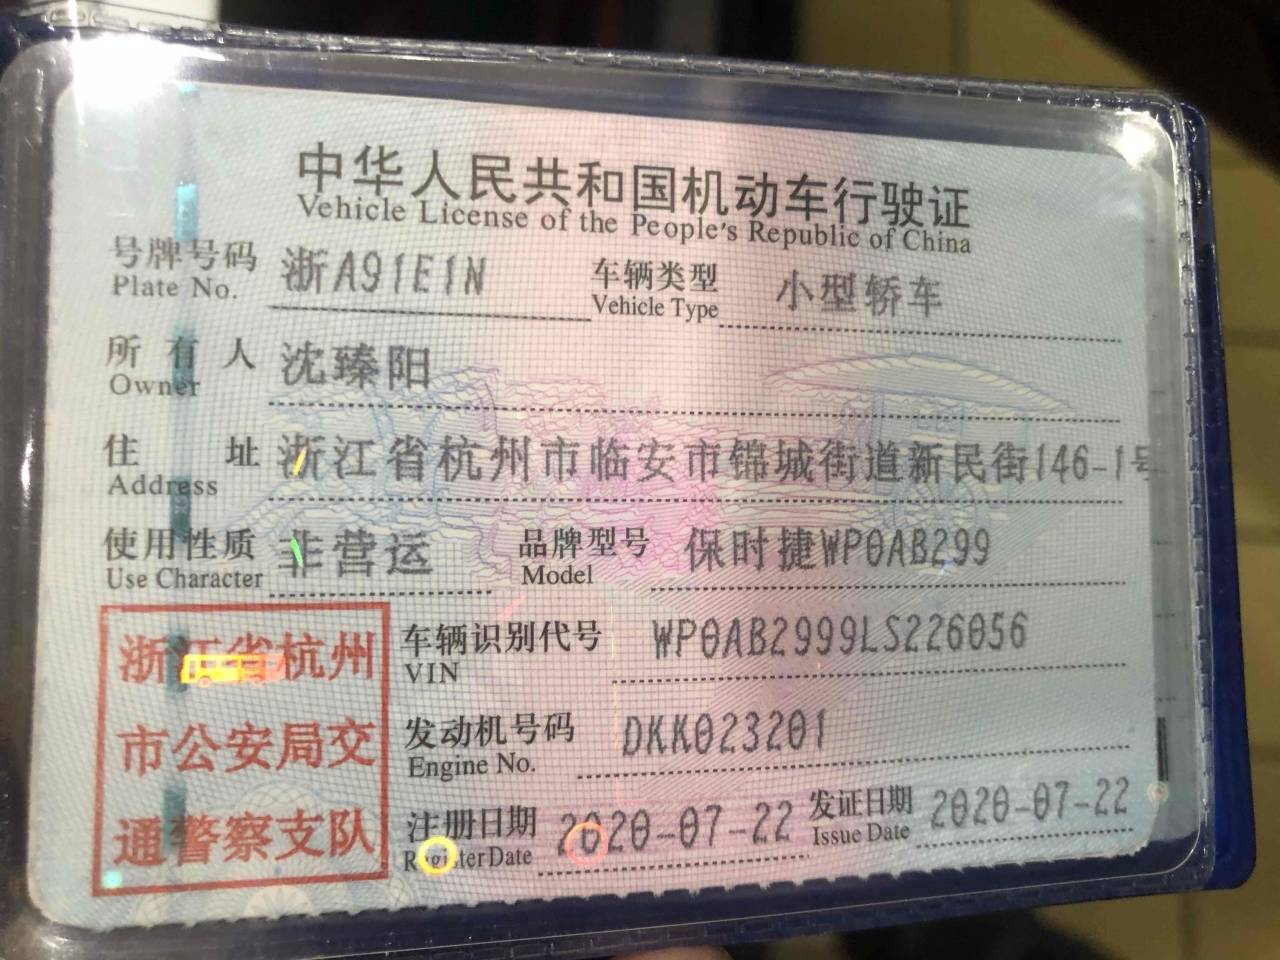 中华人民共和国机动车行驶证
Vehicle License of the People's Republic of China
号牌号码 浙A91E1N 车辆类型 小型轿车
Plate No. Vehicle Type
所有人 沈臻阳
Owner
住址 浙江省杭州市临安市锦城街道新民街146-1号
Address
使用性质 非营运 品牌型号 保时捷WP0AB299
Use Character Model
浙江省杭州
市公安局交
通警察支队
车辆识别代号 WP0AB2999LS226056
VIN
发动机号码 DKK023201
Engine No.
注册日期 2020-07-22 发证日期 2020-07-22
Register Date Issue Date